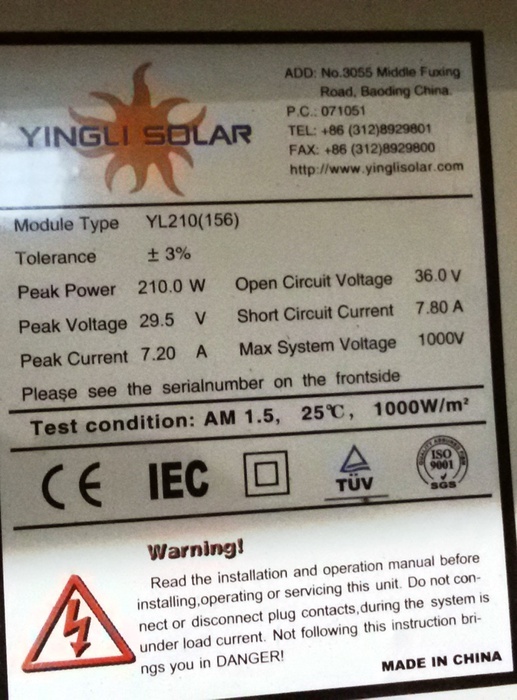 YINGLI SOLAR
ADD: No.3055 Middle Fuxing
Road, Baoding China.
P.C.: 071051
TEL: +86 (312)8929801
FAX: +86 (312)8929800
http://www.yinglisolar.com
Module Type YL210(156)
Tolerance ± 3%
Peak Power 210.0 W Open Circuit Voltage 36.0 V
Peak Voltage 29.5 V Short Circuit Current 7.80 A
Peak Current 7.20 A Max System Voltage 1000V
Please see the serialnumber on the frontside
Test condition: AM 1.5, 25℃, 1000W/m²
CE IEC TÜV ISO 9001 SGS
Warning!
Read the installation and operation manual before
installing,operating or servicing this unit. Do not con-
nect or disconnect plug contacts,during the system is
under load current. Not following this instruction bri-
ngs you in DANGER!
MADE IN CHINA